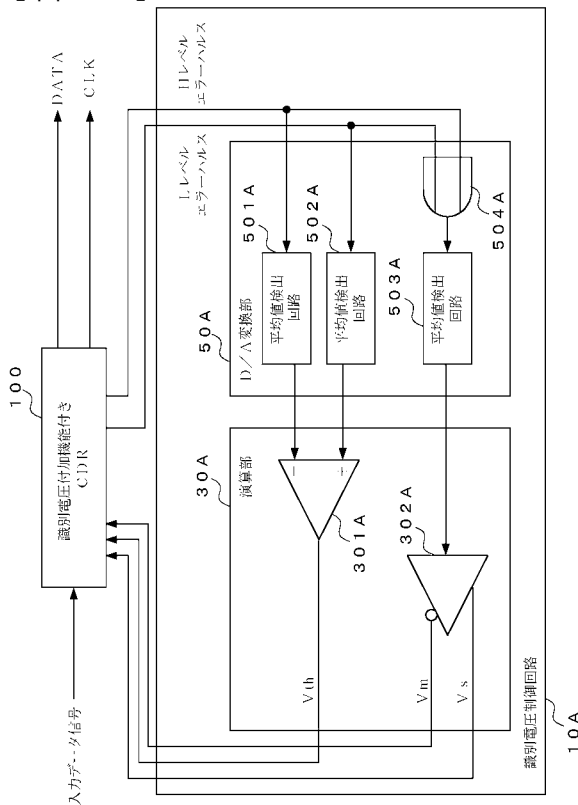 DATA
CLK
100
識別電圧付加機能付き
CDR
入力データ信号
Hレベル
エラーパルス
Lレベル
エラーパルス
50A
D/A変換部
501A
平均値検出
回路
502A
平均値検出
回路
503A
平均値検出
回路
504A
30A
演算部
−
+
301A
302A
Vth
Vm
Vs
識別電圧制御回路
10A